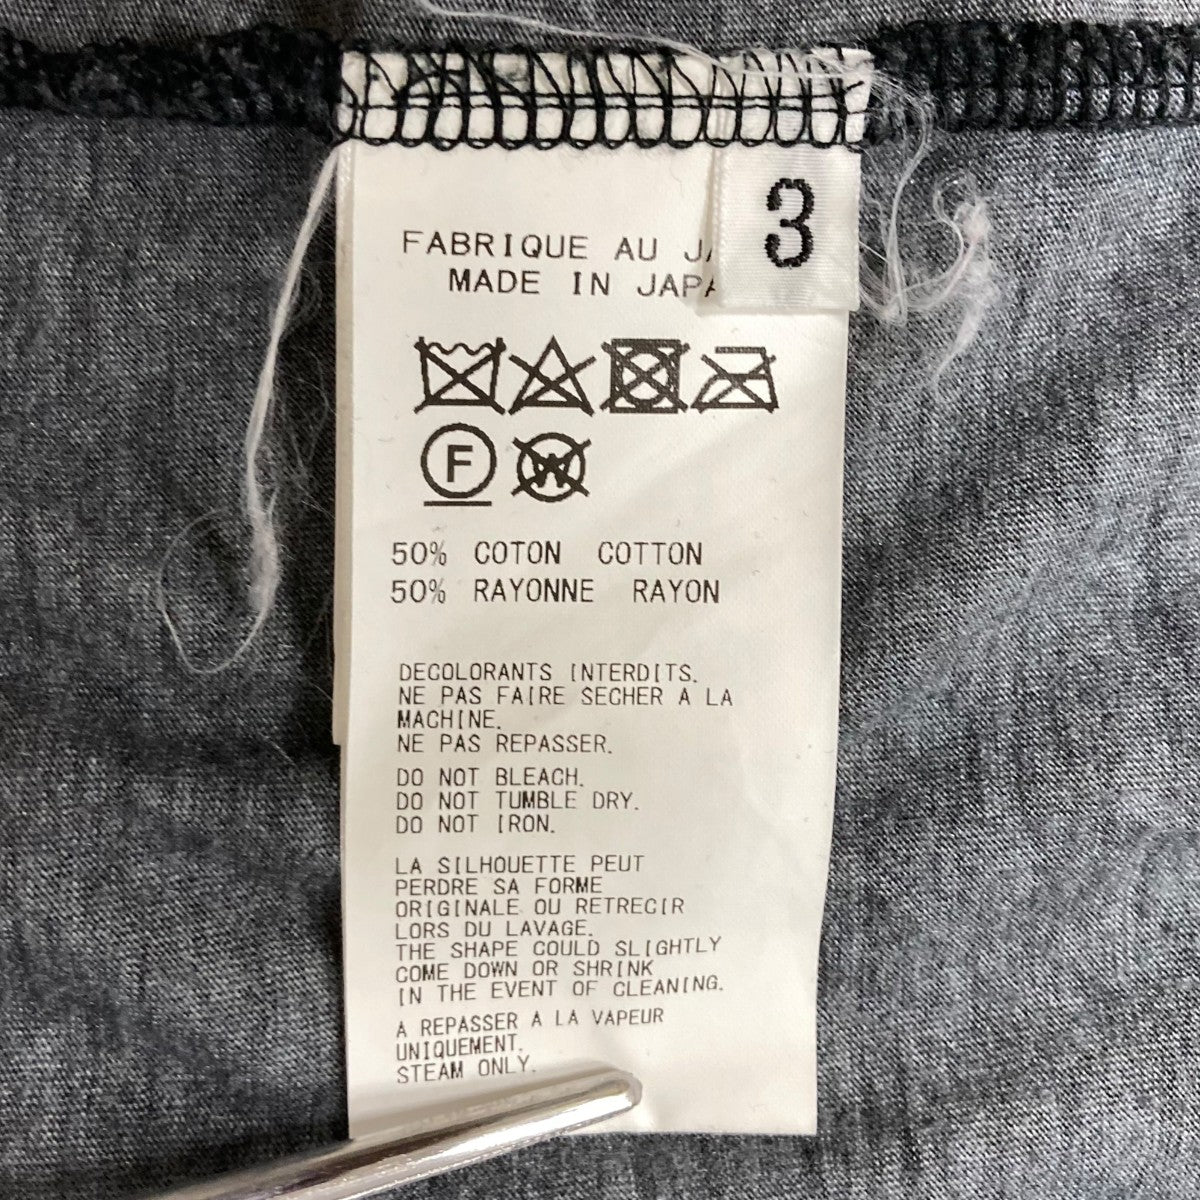 3
FABRIQUE AU
MADE IN
F
W
50% COTON COTTON
50% RAYONNE RAYON
DECOLORANTS INTERDITS.
NE PAS FAIRE SECHER A LA
MACHINE.
NE PAS REPASSER.
DO NOT BLEACH.
DO NOT TUMBLE DRY.
DO NOT IRON.
LA SILHOUETTE PEUT
PERDRE SA FORME
ORIGINALE OU RETRECIR
LORS DU LAVAGE.
THE SHAPE COULD SLIGHTLY
COME DOWN OR SHRINK
IN THE EVENT OF CLEANING.
A REPASSER A LA VAPEUR
UNIQUEMENT.
STEAM ONLY.